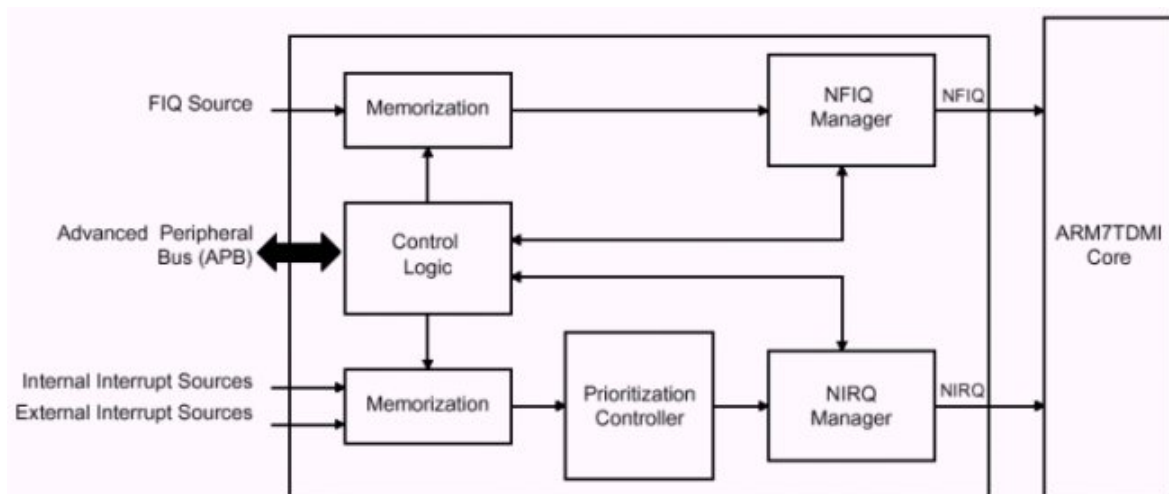 FIQ Source
Memorization
NFIQ
Manager
NFIQ
Advanced Peripheral
Bus (APB)
Control
Logic
ARM7TDMI
Core
Internal Interrupt Sources
External Interrupt Sources
Memorization
Prioritization
Controller
NIRQ
Manager
NIRQ